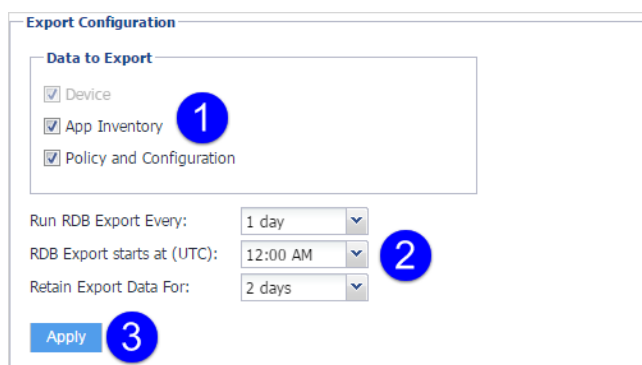 Export Configuration
Data to Export
Device
App Inventory
1
Policy and Configuration
Run RDB Export Every: 1 day
RDB Export starts at (UTC): 12:00 AM
2
Retain Export Data For: 2 days
Apply 3